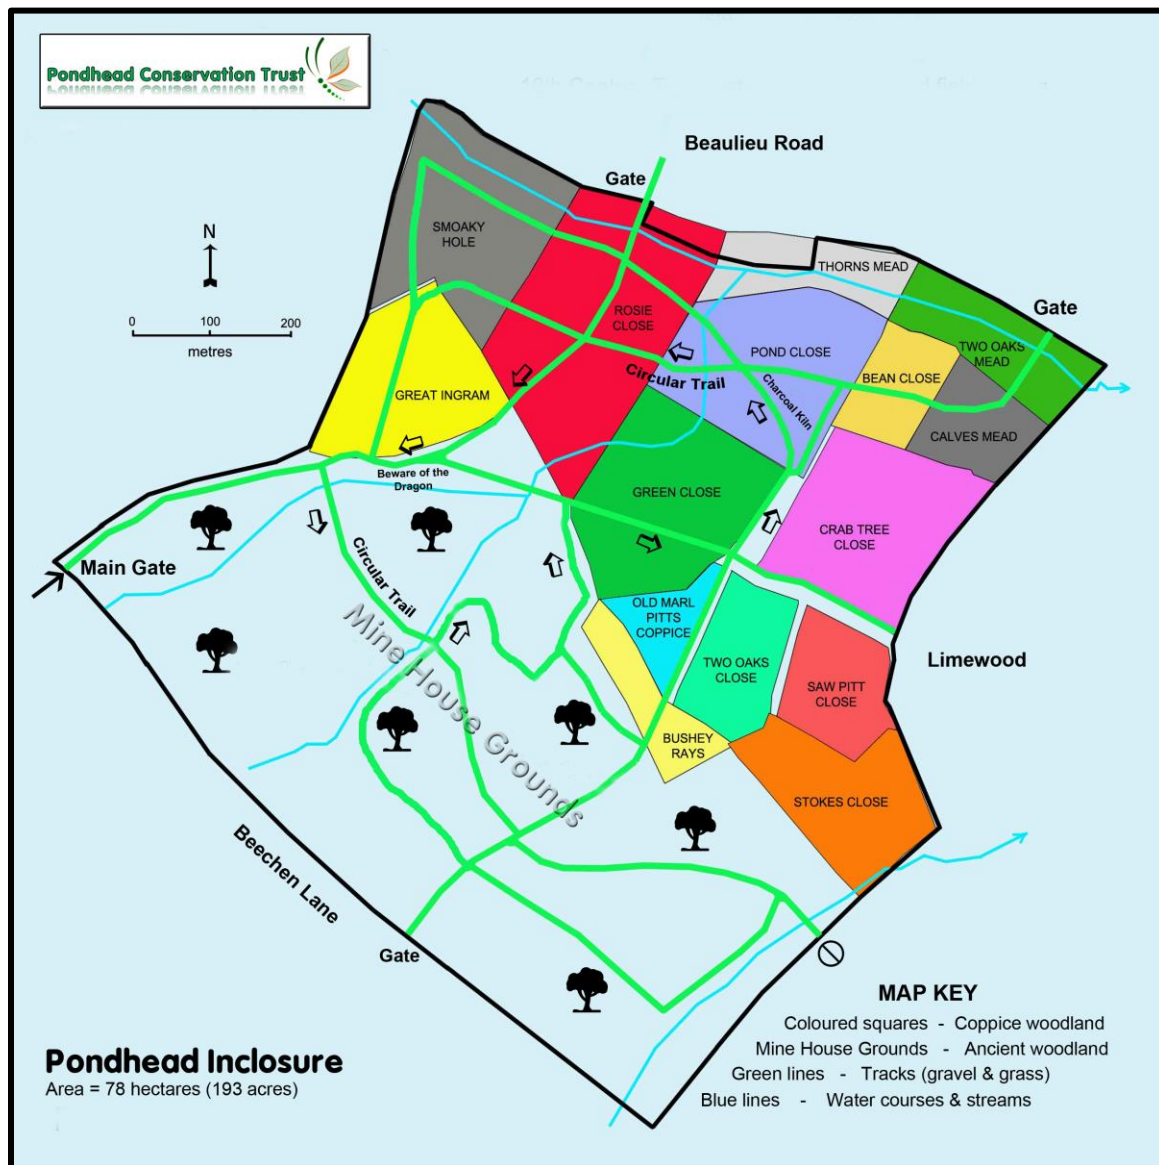 Pondhead Conservation Trust
Beaulieu Road
Gate
SMOAKY
HOLE
N
THORNS MEAD
0 100 200
metres
Gate
ROSIE
CLOSE
POND CLOSE
TWO OAKS
MEAD
BEAN CLOSE
Circular Trail
Charcoal Kiln
GREAT INGRAM
CALVES MEAD
Beware of the
Dragon
GREEN CLOSE
CRAB TREE
CLOSE
Main Gate
Circular Trail
OLD MARL
PITTS
COPPICE
Mine House Grounds
TWO OAKS
CLOSE
Limewood
SAW PITT
CLOSE
BUSHEY
RAYS
STOKES CLOSE
Beechen Lane
Gate
MAP KEY
Coloured squares - Coppice woodland
Mine House Grounds - Ancient woodland
Green lines - Tracks (gravel & grass)
Blue lines - Water courses & streams
Pondhead Inclosure
Area = 78 hectares (193 acres)